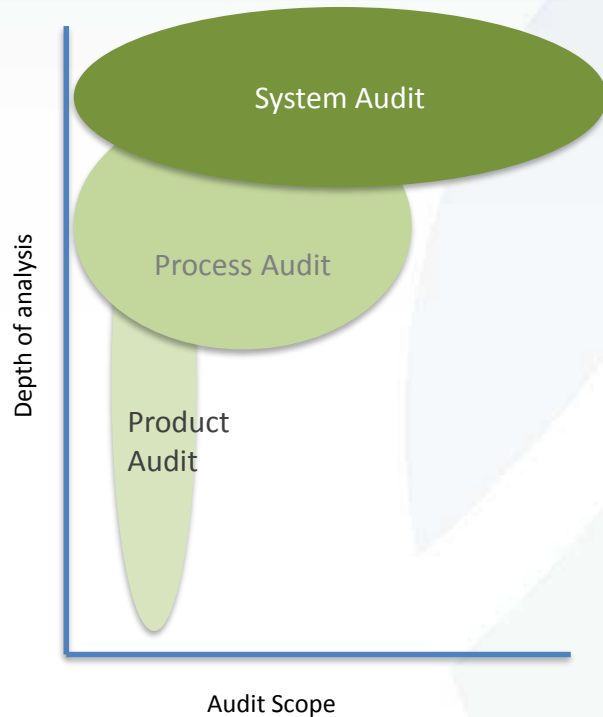 System Audit
Process Audit
Depth of analysis
Product
Audit
Audit Scope